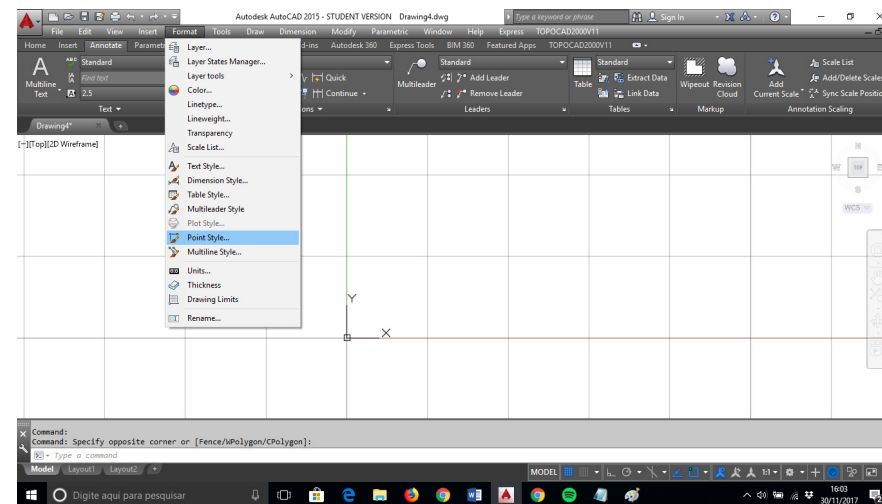 Autodesk AutoCAD 2015 - STUDENT VERSION Drawing4.dwg Type a keyword or phrase Sign In
File Edit View Insert Format Tools Draw Dimension Modify Parametric Window Help Express TOPOCAD2000V11
Home Insert Annotate Paramet d-ins Autodesk 360 Express Tools BIM 360 Featured Apps TOPOCAD2000V11
A Standard
Find text
2.5
Multiline Text
Text
Quick
Continue
ons
Multileader
Standard
Add Leader
Remove Leader
Leaders
Table
Standard
Extract Data
Link Data
Tables
Wipeout Revision Cloud
Markup
Add Current Scale
Scale List
Add/Delete Scales
Sync Scale Positio
Annotation Scaling
Drawing4*
[−][Top][2D Wireframe]
Layer...
Layer States Manager...
Layer tools
Color...
Linetype...
Lineweight...
Transparency
Scale List...
Text Style...
Dimension Style...
Table Style...
Multileader Style
Plot Style...
Point Style...
Multiline Style...
Units...
Thickness
Drawing Limits
Rename...
N
W TOP E
S
WCS
Y
X
Command:
Command: Specify opposite corner or [Fence/WPolygon/CPolygon]:
Type a command
Model Layout1 Layout2 +
MODEL 1:1
Digite aqui para pesquisar
16:03
30/11/2017